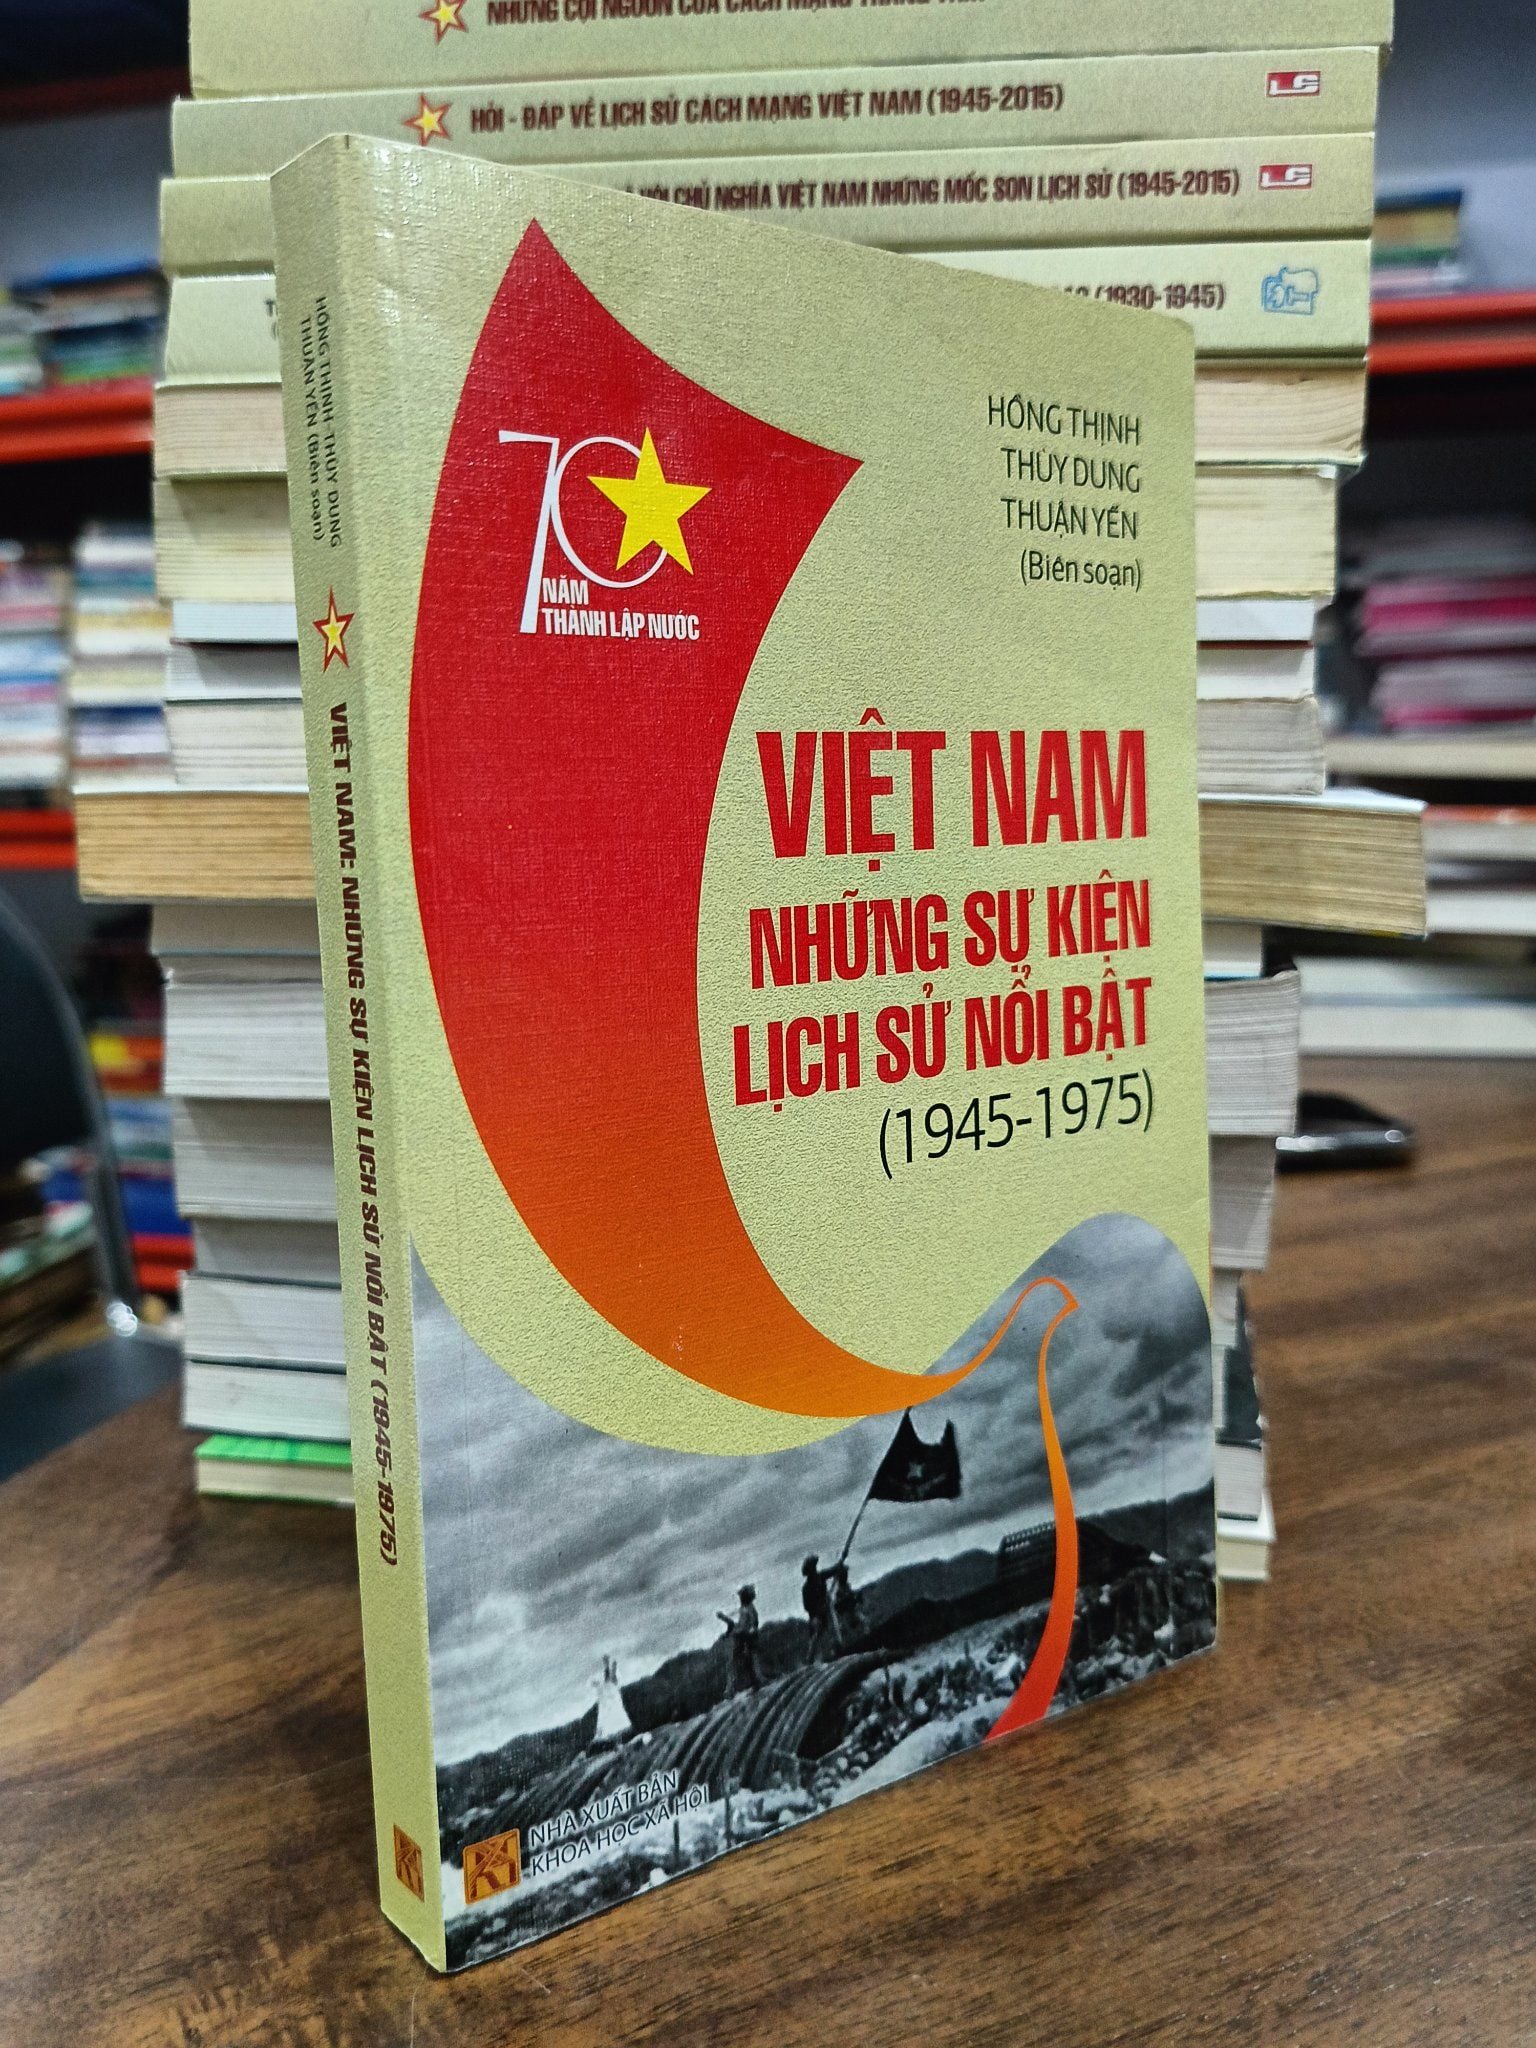 NHỮNG CỘI NGUỒN CỦA CÁCH MẠNG THÁNG TÁM
HỎI - ĐÁP VỀ LỊCH SỬ CÁCH MẠNG VIỆT NAM (1945-2015)
LS
HỘI CHỦ NGHĨA VIỆT NAM NHỮNG MỐC SON LỊCH SỬ (1945-2015)
LS
(1930-1945)
HỒNG THỊNH THÙY DUNG
THUẬN YẾN (Biên soạn)
VIỆT NAM: NHỮNG SỰ KIỆN LỊCH SỬ NỔI BẬT (1945-1975)
HỒNG THỊNH
THÙY DUNG
THUẬN YẾN
(Biên soạn)
70
NĂM
THÀNH LẬP NƯỚC
VIỆT NAM
NHỮNG SỰ KIỆN
LỊCH SỬ NỔI BẬT
(1945-1975)
NHÀ XUẤT BẢN
KHOA HỌC XÃ HỘI